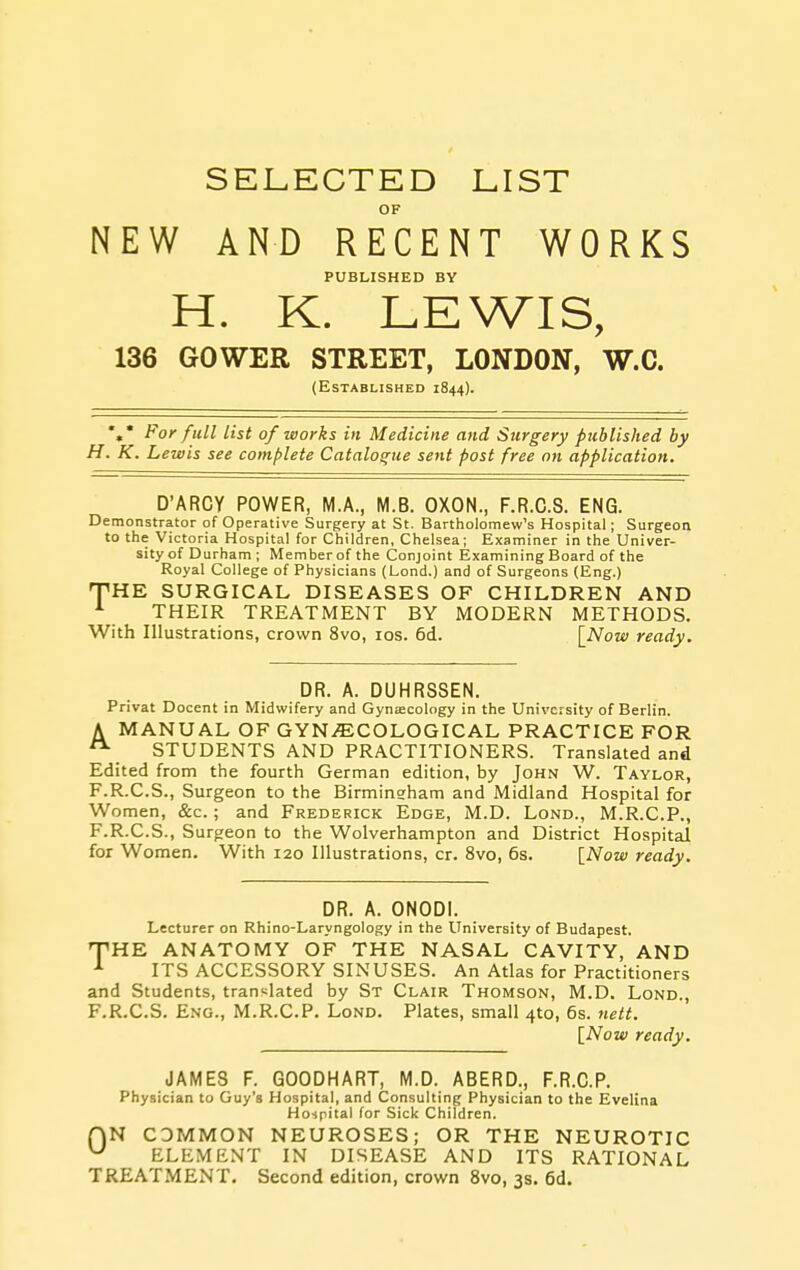 SELECTED LIST
OF
NEW AND RECENT WORKS
PUBLISHED BY
H. K. LEWIS,
136 GOWER STREET, LONDON, W.C.
(ESTABLISHED 1844).
*,* For full list of works in Medicine and Surgery published by
H. K. Lewis see complete Catalogue sent post free on application.
D'ARCY POWER, M.A., M.B. OXON., F.R.C.S. ENG.
Demonstrator of Operative Surgery at St. Bartholomew's Hospital; Surgeon
to the Victoria Hospital for Children, Chelsea; Examiner in the Univer-
sity of Durham; Member of the Conjoint Examining Board of the
Royal College of Physicians (Lond.) and of Surgeons (Eng.)
THE SURGICAL DISEASES OF CHILDREN AND
THEIR TREATMENT BY MODERN METHODS.
With Illustrations, crown 8vo, 10s. 6d. [Now ready.
DR. A. DUHRSSEN.
Privat Docent in Midwifery and Gynæcology in the University of Berlin.
A MANUAL OF GYNÆCOLOGICAL PRACTICE FOR
STUDENTS AND PRACTITIONERS. Translated and
Edited from the fourth German edition, by JOHN W. TAYLOR,
F.R.C.S., Surgeon to the Birmingham and Midland Hospital for
Women, &c.; and FREDERICK EDGE, M.D. LOND., M.R.C.P.,
F.R.C.S., Surgeon to the Wolverhampton and District Hospital
for Women. With 120 Illustrations, cr. 8vo, 6s. [Now ready.
DR. A. ONODI.
Lecturer on Rhino-Laryngology in the University of Budapest.
THE ANATOMY OF THE NASAL CAVITY, AND
ITS ACCESSORY SINUSES. An Atlas for Practitioners
and Students, translated by ST CLAIR THOMSON, M.D. LOND.,
F.R.C.S. ENG., M.R.C.P. LOND. Plates, small 4to, 6s. nett.
[Now ready.
JAMES F. GOODHART, M.D. ABERD., F.R.C.P.
Physician to Guy's Hospital, and Consulting Physician to the Evelina
Hospital for Sick Children.
ON COMMON NEUROSES; OR THE NEUROTIC
ELEMENT IN DISEASE AND ITS RATIONAL
TREATMENT. Second edition, crown 8vo, 3s. 6d.